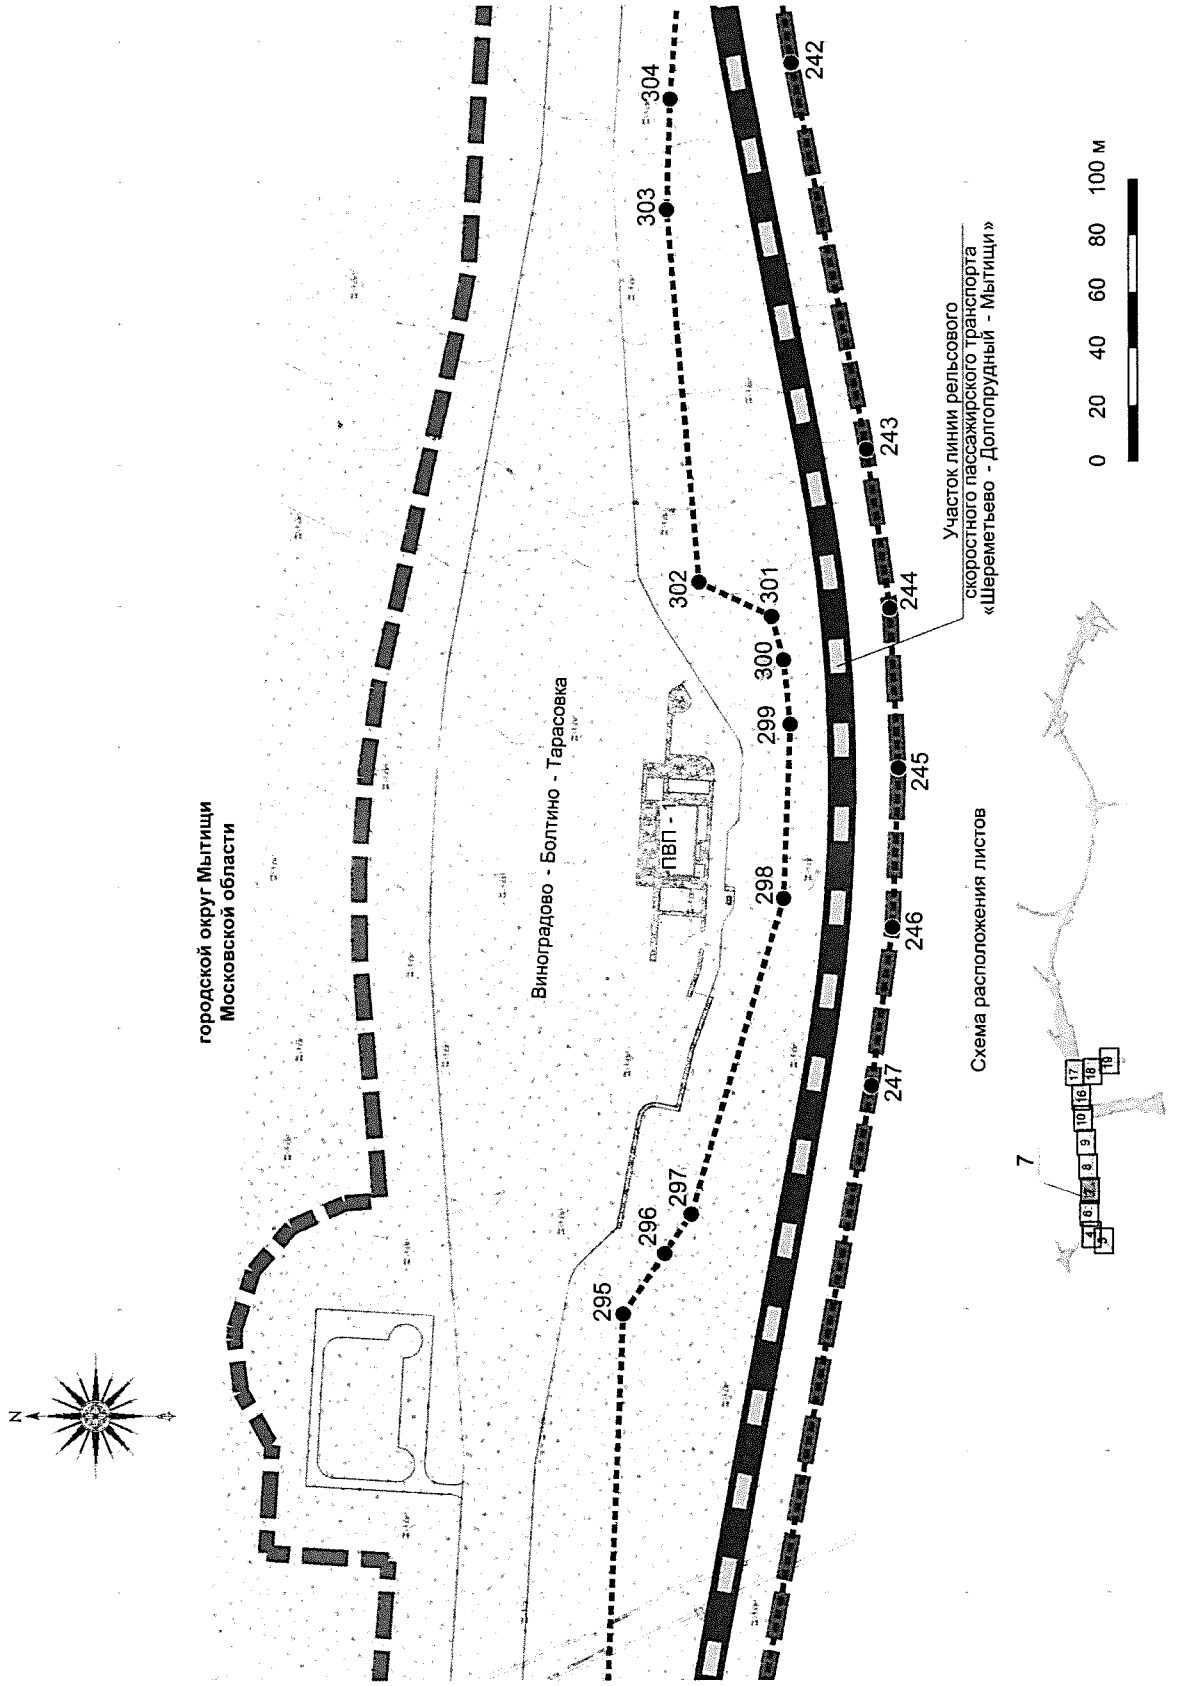 N
городской округ Мытищи
Московской области
Виноградово - Болтино - Тарасовка
ПВП - 1
295
296
297
298
299
300
301
302
303
304
247
246
245
244
243
242
Участок линии рельсового
скоростного пассажирского транспорта
«Шереметьево - Долгопрудный - Мытищи»
Схема расположения листов
7
4
6
7
8
9
10
16
17
18
19
0 20 40 60 80 100 м